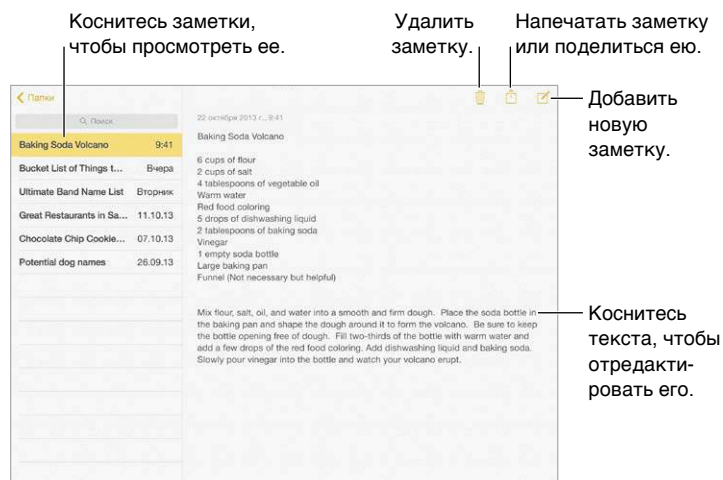 Коснитесь заметки,
чтобы просмотреть ее.
Удалить
заметку.
Напечатать заметку
или поделиться ею.
Добавить
новую
заметку.
Папки
Поиск
Baking Soda Volcano 9:41
Bucket List of Things t... Вчера
Ultimate Band Name List Вторник
Great Restaurants in Sa... 11.10.13
Chocolate Chip Cookie... 07.10.13
Potential dog names 26.09.13
22 октября 2013 г., 9:41
Baking Soda Volcano
6 cups of flour
2 cups of salt
4 tablespoons of vegetable oil
Warm water
Red food coloring
5 drops of dishwashing liquid
2 tablespoons of baking soda
Vinegar
1 empty soda bottle
Large baking pan
Funnel (Not necessary but helpful)
Mix flour, salt, oil, and water into a smooth and firm dough. Place the soda bottle in
the baking pan and shape the dough around it to form the volcano. Be sure to keep
the bottle opening free of dough. Fill two-thirds of the bottle with warm water and
add a few drops of the red food coloring. Add dishwashing liquid and baking soda.
Slowly pour vinegar into the bottle and watch your volcano erupt.
Коснитесь
текста, чтобы
отредакти-
ровать его.